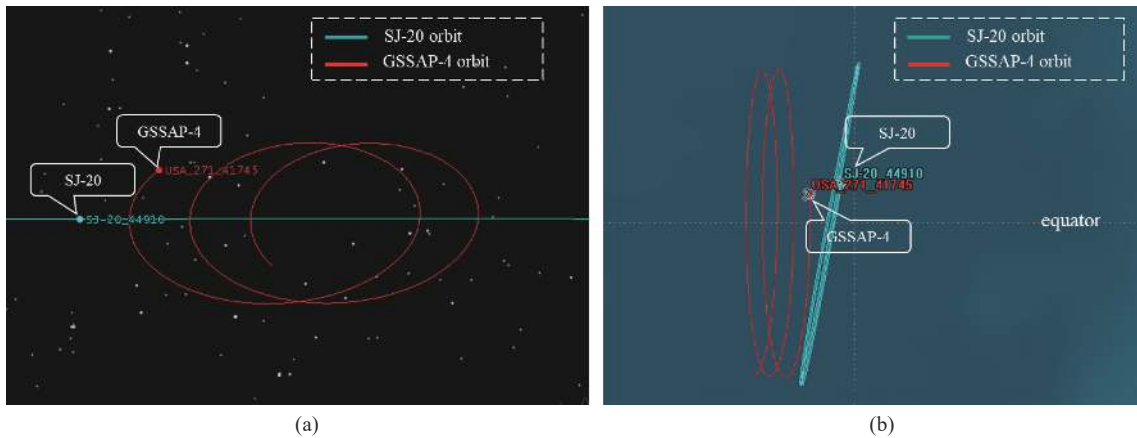 SJ-20 orbit
GSSAP-4 orbit
GSSAP-4
USA_271_41745
SJ-20
SJ-20_44910
(a)
SJ-20 orbit
GSSAP-4 orbit
SJ-20
SJ-20_44910
USA_271_41745
GSSAP-4
equator
(b)